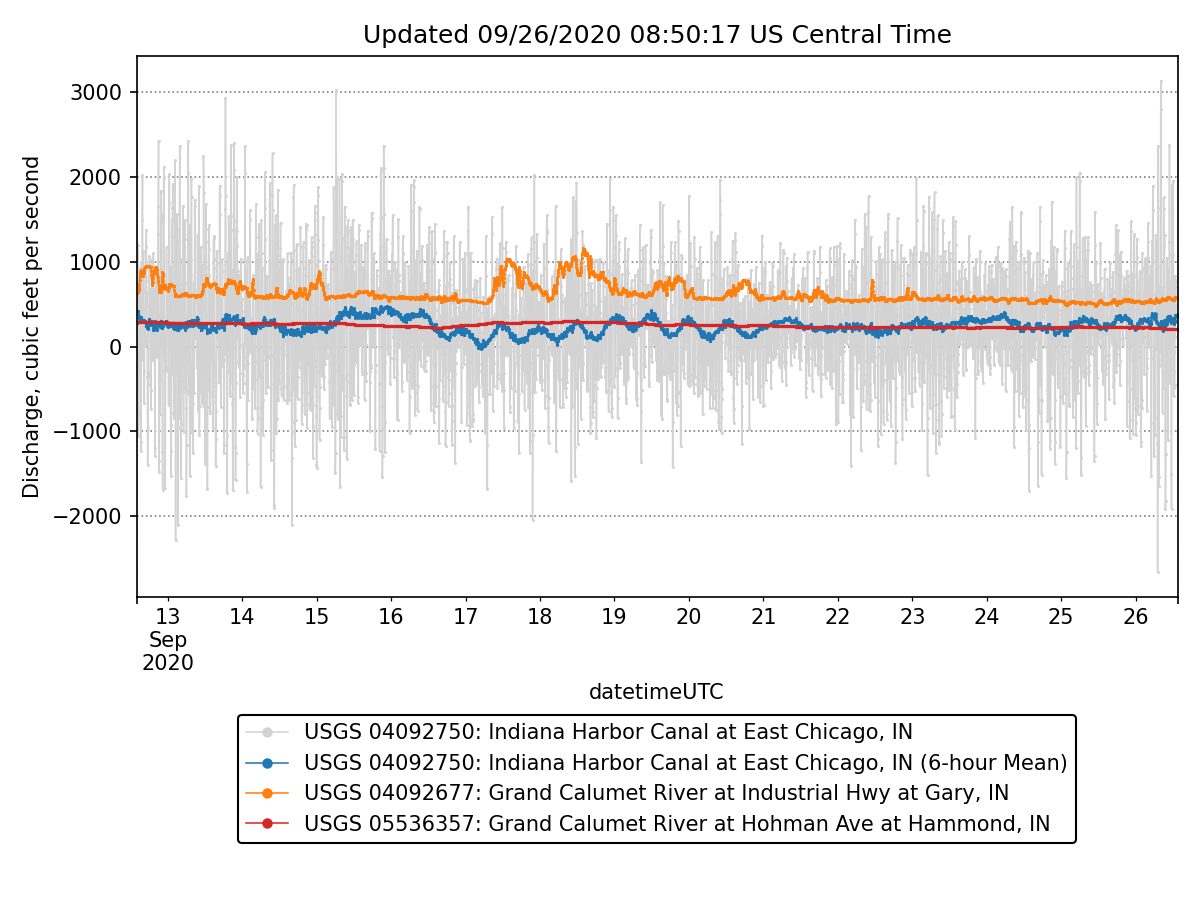 Updated 09/26/2020 08:50:17 US Central Time
Discharge, cubic feet per second
3000
2000
1000
0
−1000
−2000
13 14 15 16 17 18 19 20 21 22 23 24 25 26
Sep
2020
datetimeUTC
USGS 04092750: Indiana Harbor Canal at East Chicago, IN
USGS 04092750: Indiana Harbor Canal at East Chicago, IN (6-hour Mean)
USGS 04092677: Grand Calumet River at Industrial Hwy at Gary, IN
USGS 05536357: Grand Calumet River at Hohman Ave at Hammond, IN